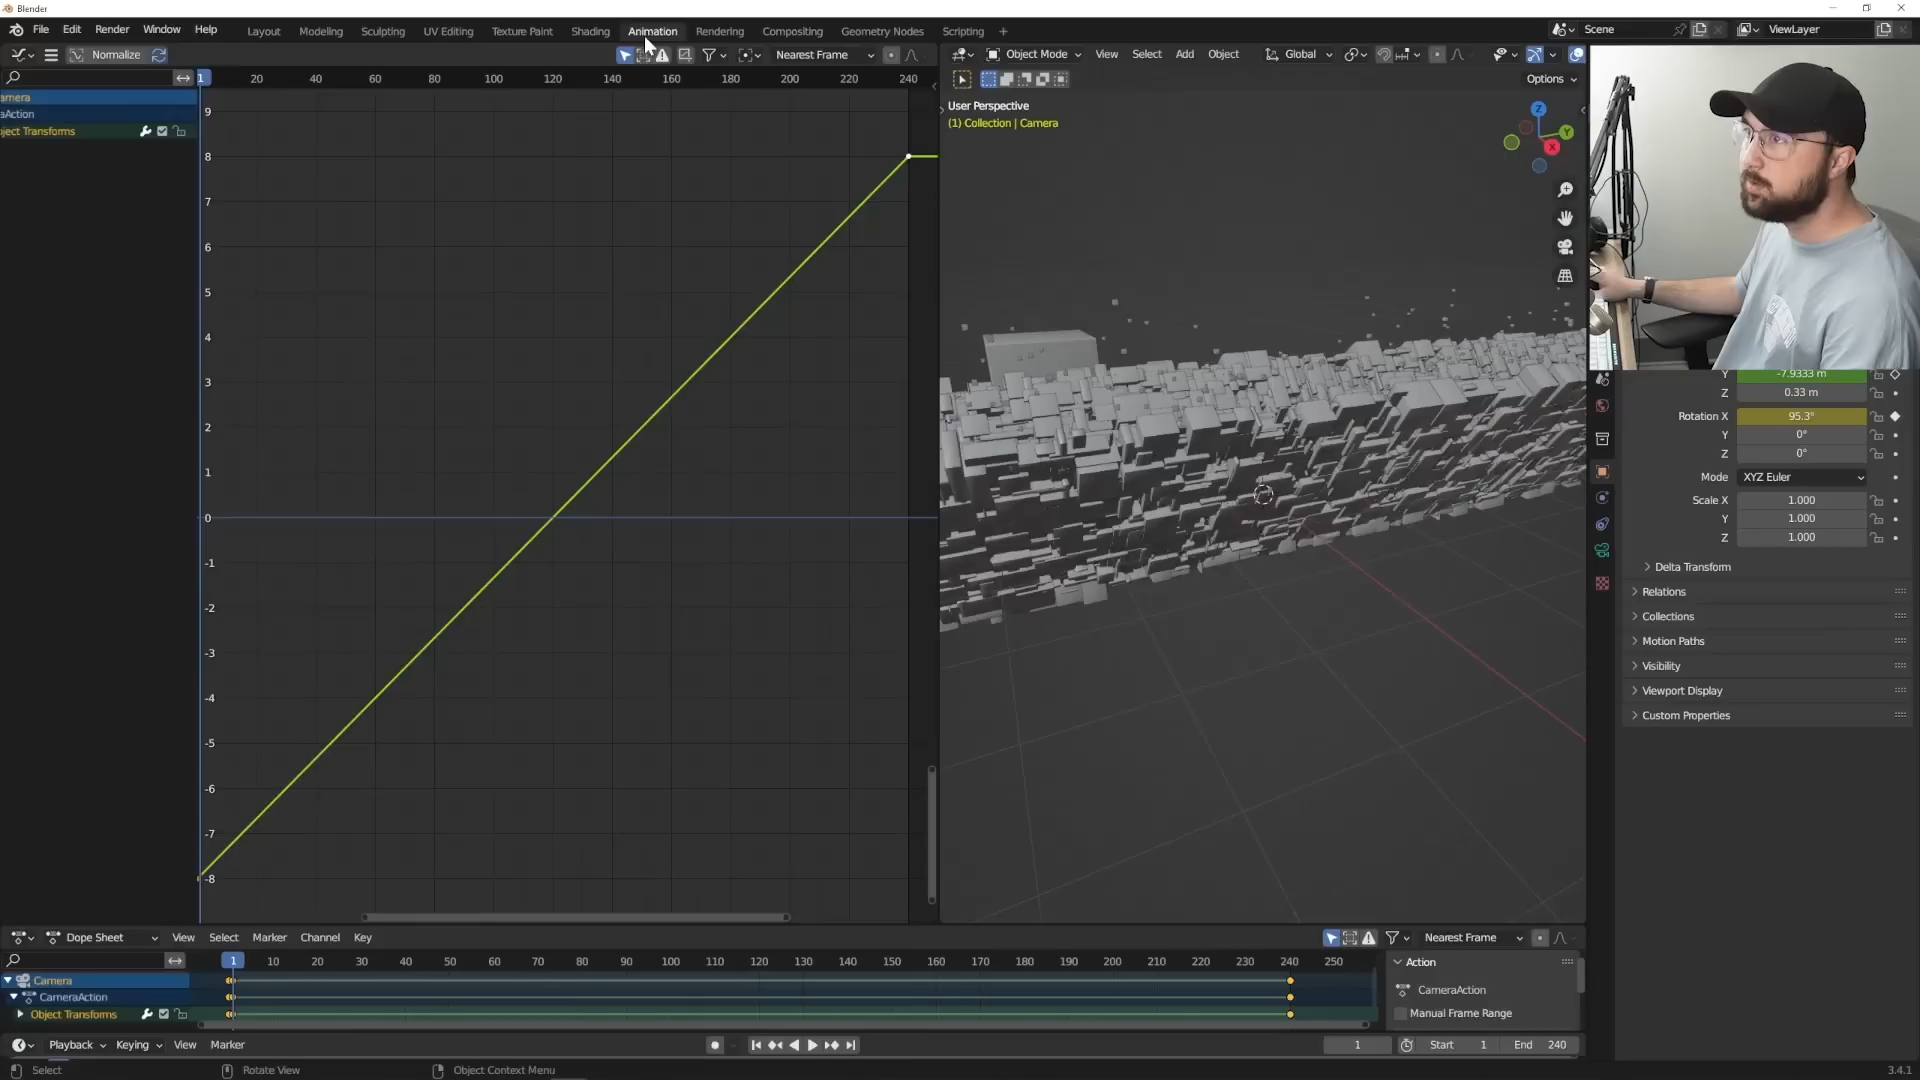 Blender
File Edit Render Window Help
Layout Modeling Sculpting UV Editing Texture Paint Shading Animation Rendering Compositing Geometry Nodes Scripting +
Scene
ViewLayer
Normalize
Nearest Frame
Object Mode View Select Add Object Global
Options
1 20 40 60 80 100 120 140 160 180 200 220 240
amera
aAction
ject Transforms
User Perspective
(1) Collection | Camera
Z
Y
X
9
8
7
6
5
4
3
2
1
0
-1
-2
-3
-4
-5
-6
-7
-8
Y -7.9333 m
Z 0.33 m
Rotation X 95.3°
Y 0°
Z 0°
Mode XYZ Euler
Scale X 1.000
Y 1.000
Z 1.000
Delta Transform
Relations
Collections
Motion Paths
Visibility
Viewport Display
Custom Properties
Dope Sheet View Select Marker Channel Key
Nearest Frame
1 10 20 30 40 50 60 70 80 90 100 110 120 130 140 150 160 170 180 190 200 210 220 230 240 250
Camera
CameraAction
Object Transforms
Action
CameraAction
Manual Frame Range
Playback Keying View Marker
1 Start 1 End 240
Select Rotate View Object Context Menu
3.4.1